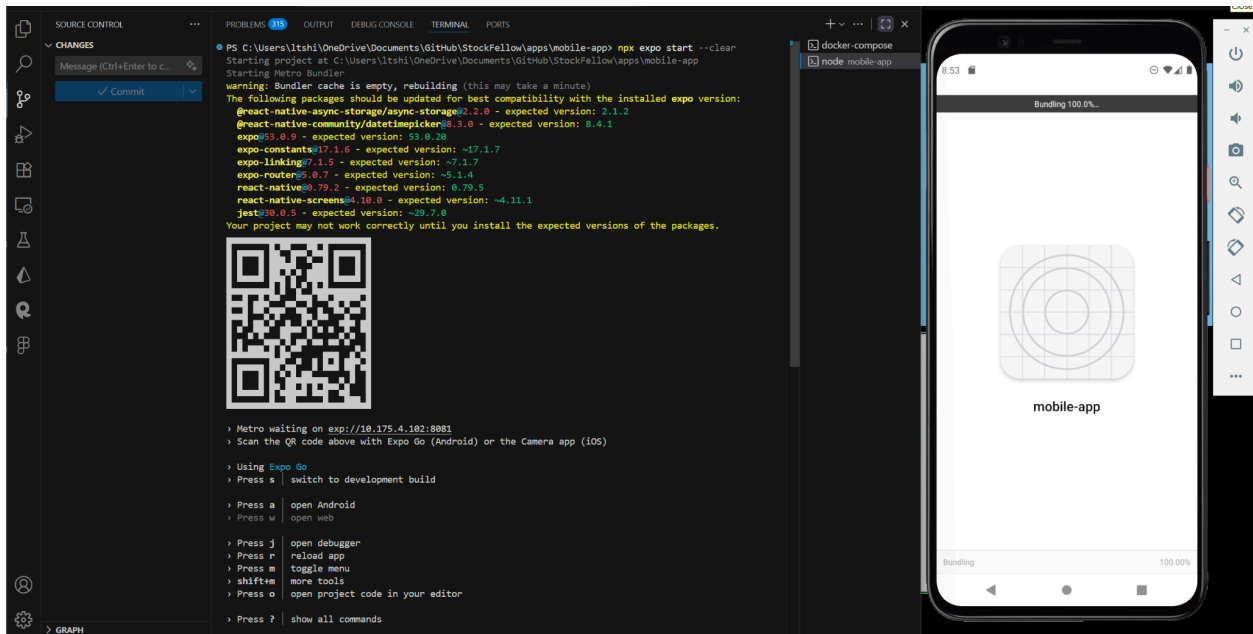 Close
SOURCE CONTROL ...
CHANGES
Message (Ctrl+Enter to c...
Commit
GRAPH
PROBLEMS 315 OUTPUT DEBUG CONSOLE TERMINAL PORTS
PS C:\Users\ltshi\OneDrive\Documents\GitHub\StockFellow\apps\mobile-app> npx expo start --clear
Starting project at C:\Users\ltshi\OneDrive\Documents\GitHub\StockFellow\apps\mobile-app
Starting Metro Bundler
warning: Bundler cache is empty, rebuilding (this may take a minute)
The following packages should be updated for best compatibility with the installed expo version:
@react-native-async-storage/async-storage@2.2.0 - expected version: 2.1.2
@react-native-community/datetimepicker@8.3.0 - expected version: 8.4.1
expo@53.0.9 - expected version: 53.0.20
expo-constants@17.1.6 - expected version: ~17.1.7
expo-linking@7.1.5 - expected version: ~7.1.7
expo-router@5.0.7 - expected version: ~5.1.4
react-native@0.79.2 - expected version: 0.79.5
react-native-screens@4.10.0 - expected version: ~4.11.1
jest@30.0.5 - expected version: ~29.7.0
Your project may not work correctly until you install the expected versions of the packages.
› Metro waiting on exp://10.175.4.102:8081
› Scan the QR code above with Expo Go (Android) or the Camera app (iOS)
› Using Expo Go
› Press s │ switch to development build
› Press a │ open Android
› Press w │ open web
› Press j │ open debugger
› Press r │ reload app
› Press m │ toggle menu
› shift+m │ more tools
› Press o │ open project code in your editor
› Press ? │ show all commands
docker-compose
node mobile-app
8:53
Bundling 100.0%...
mobile-app
Bundling 100.00%